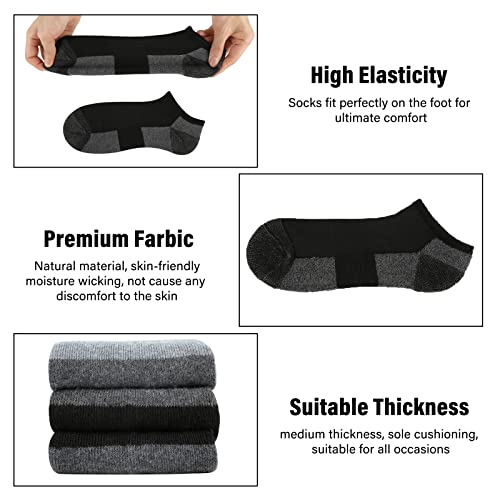 High Elasticity
Socks fit perfectly on the foot for
ultimate comfort
Premium Farbic
Natural material, skin-friendly
moisture wicking, not cause any
discomfort to the skin
Suitable Thickness
medium thickness, sole cushioning,
suitable for all occasions